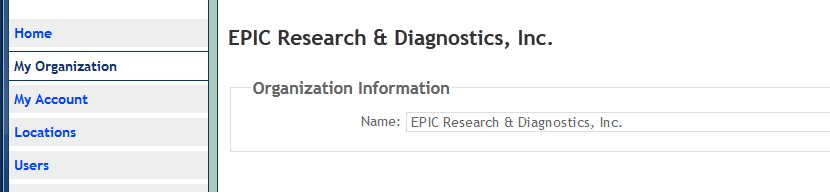 Home
My Organization
My Account
Locations
Users
EPIC Research & Diagnostics, Inc.
Organization Information
Name: EPIC Research & Diagnostics, Inc.